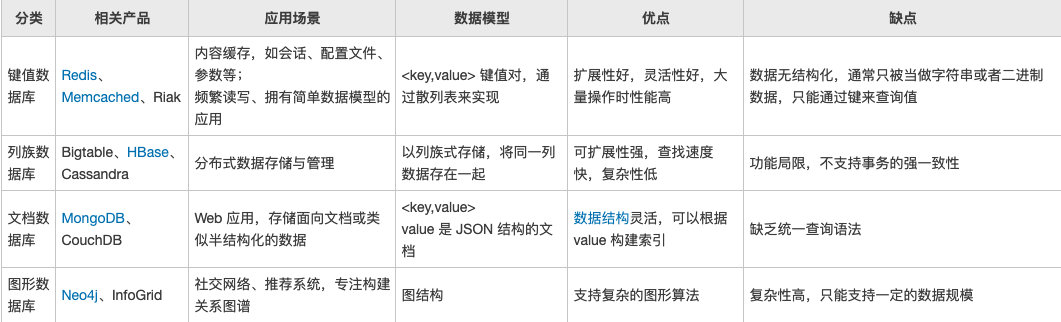 分类
相关产品
应用场景
数据模型
优点
缺点
键值数
据库
Redis、
Memcached、Riak
内容缓存，如会话、配置文件、
参数等；
频繁读写、拥有简单数据模型的
应用
<key,value> 键值对，通
过散列表来实现
扩展性好，灵活性好，大
量操作时性能高
数据无结构化，通常只被当做字符串或者二进制
数据，只能通过键来查询值
列族数
据库
Bigtable、HBase、
Cassandra
分布式数据存储与管理
以列族式存储，将同一列
数据存在一起
可扩展性强，查找速度
快，复杂性低
功能局限，不支持事务的强一致性
文档数
据库
MongoDB、
CouchDB
Web 应用，存储面向文档或类
似半结构化的数据
<key,value>
value 是 JSON 结构的文
档
数据结构灵活，可以根据
value 构建索引
缺乏统一查询语法
图形数
据库
Neo4j、InfoGrid
社交网络、推荐系统，专注构建
关系图谱
图结构
支持复杂的图形算法
复杂性高，只能支持一定的数据规模